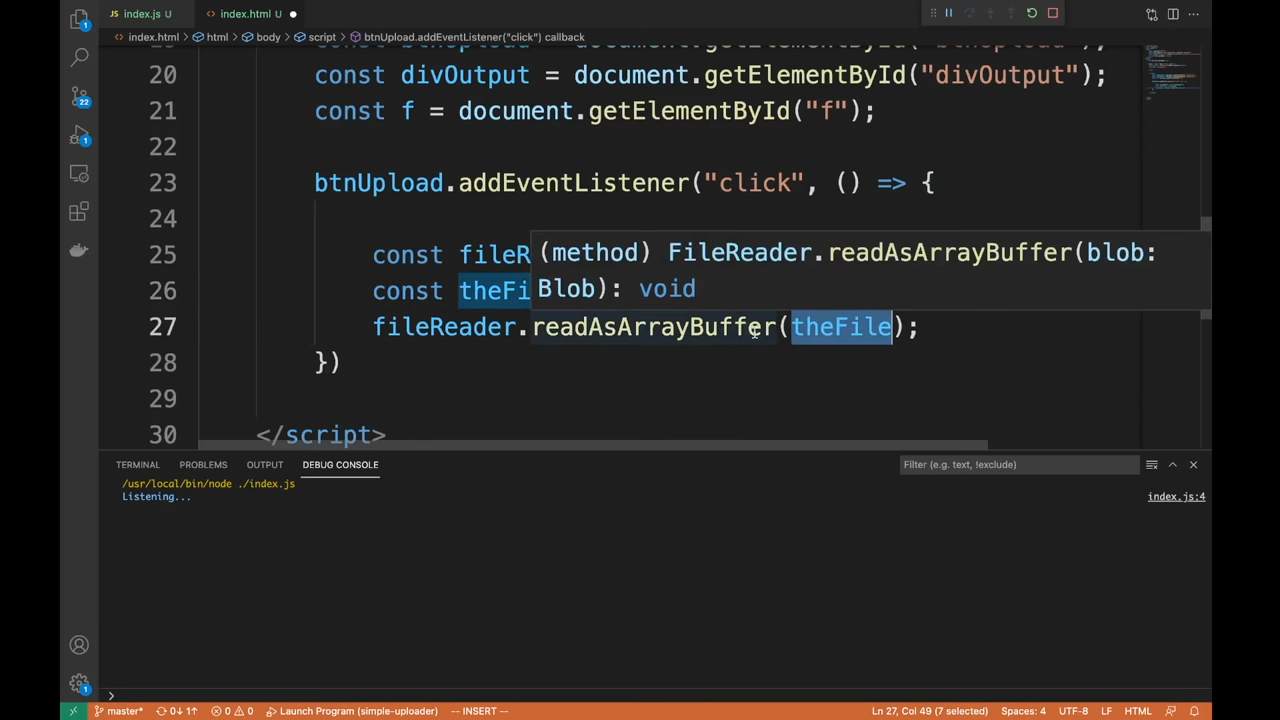 index.js U
index.html
index.html > html > body > script > btnUpload.addEventListener("click") callback
20 const divOutput = document.getElementById("divOutput");
21 const f = document.getElementById("f");
22
23 btnUpload.addEventListener("click", () => {
24
25 const fileR
(method) FileReader.readAsArrayBuffer(blob:
26 const theFi
Blob): void
27 fileReader.readAsArrayBuffer(theFile);
28 })
29
30 </script>
TERMINAL PROBLEMS OUTPUT DEBUG CONSOLE Filter (e.g. text, !exclude)
/usr/local/bin/node ./index.js
Listening... index.js:4
master* 0↓ 1↑ 0 0 Launch Program (simple-uploader) -- INSERT -- Ln 27, Col 49 (7 selected) Spaces: 4 UTF-8 LF HTML
JS
1
22
1
1